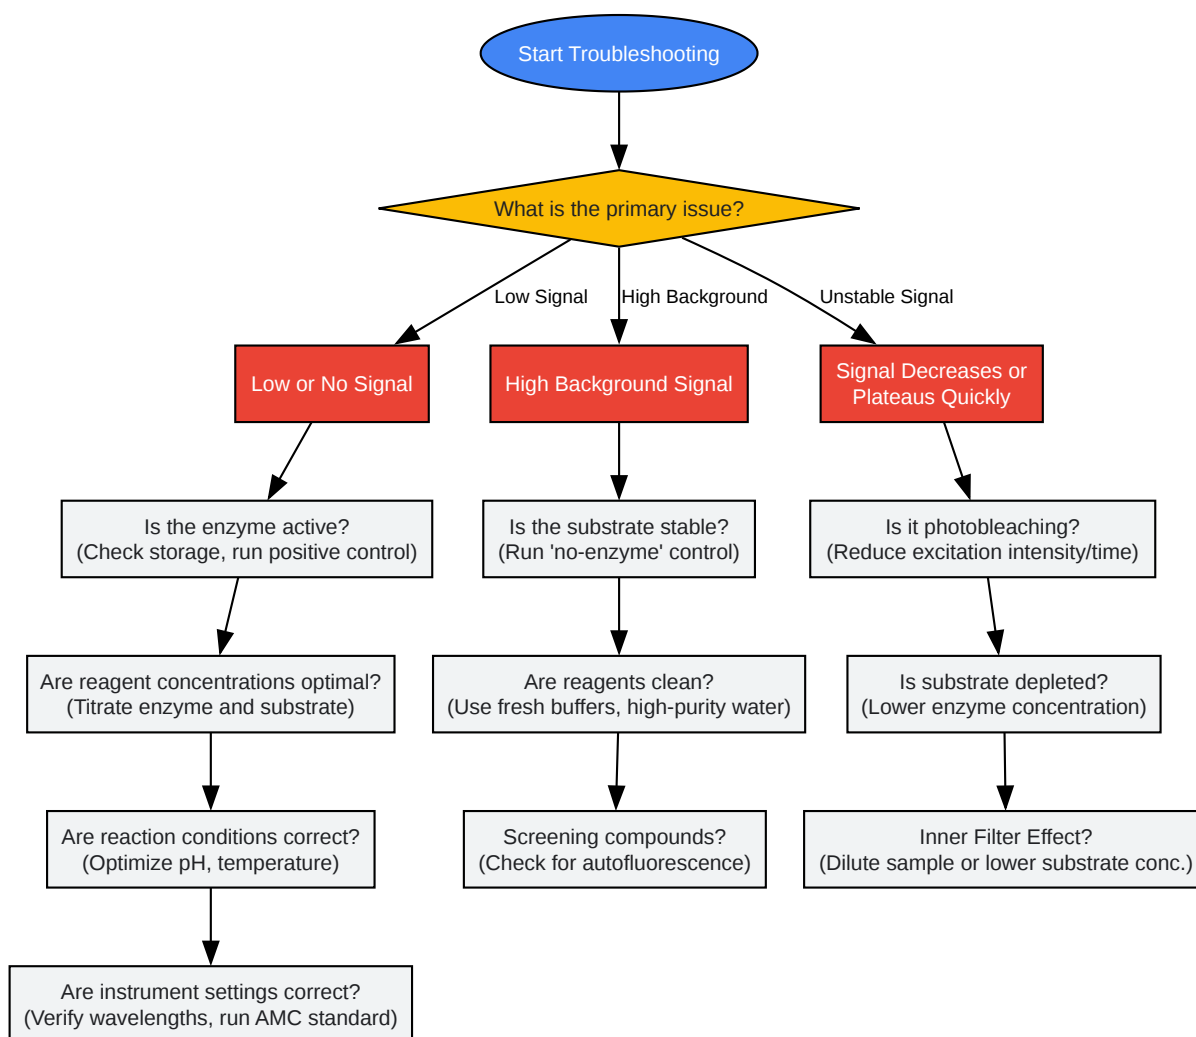 Start Troubleshooting
What is the primary issue?
Low Signal
High Background
Unstable Signal
Low or No Signal
High Background Signal
Signal Decreases or
Plateaus Quickly
Is the enzyme active?
(Check storage, run positive control)
Is the substrate stable?
(Run 'no-enzyme' control)
Is it photobleaching?
(Reduce excitation intensity/time)
Are reagent concentrations optimal?
(Titrate enzyme and substrate)
Are reagents clean?
(Use fresh buffers, high-purity water)
Is substrate depleted?
(Lower enzyme concentration)
Are reaction conditions correct?
(Optimize pH, temperature)
Screening compounds?
(Check for autofluorescence)
Inner Filter Effect?
(Dilute sample or lower substrate conc.)
Are instrument settings correct?
(Verify wavelengths, run AMC standard)